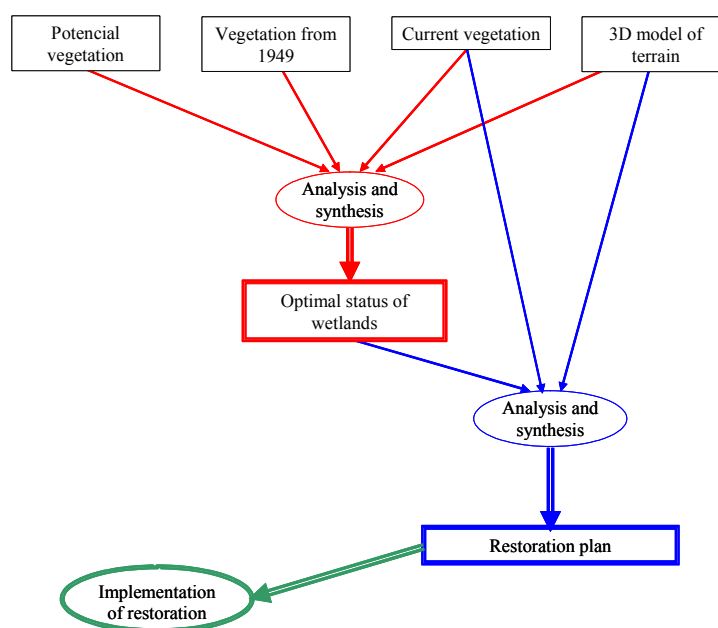 Potencial
vegetation
Vegetation from
1949
Current vegetation
3D model of
terrain
Analysis and
synthesis
Optimal status of
wetlands
Analysis and
synthesis
Restoration plan
Implementation
of restoration